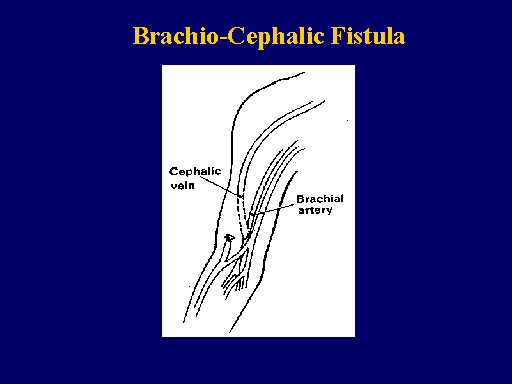 Brachio-Cephalic Fistula
Cephalic
vein
Brachial
artery